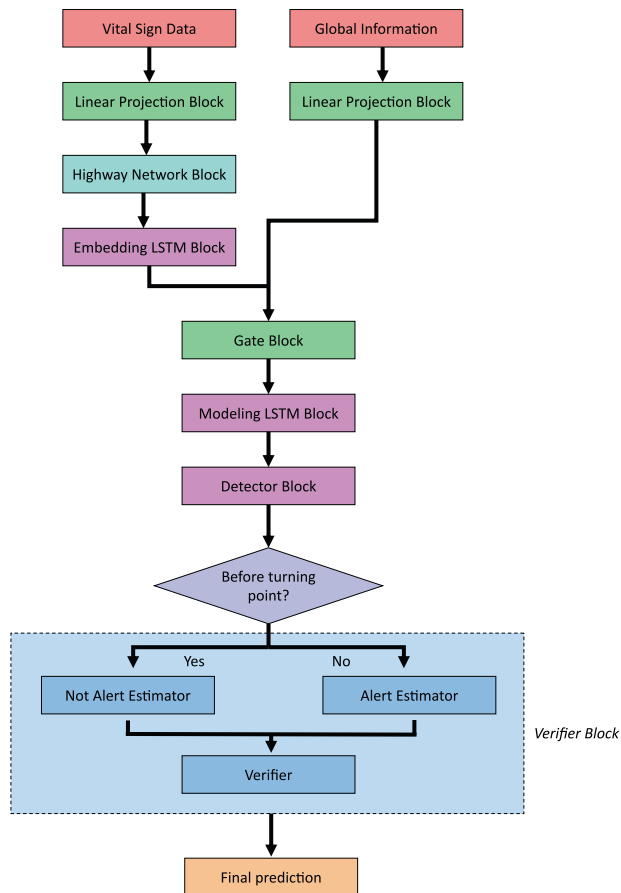 Vital Sign Data
Global Information
Linear Projection Block
Linear Projection Block
Highway Network Block
Embedding LSTM Block
Gate Block
Modeling LSTM Block
Detector Block
Before turning
point?
Yes
No
Not Alert Estimator
Alert Estimator
Verifier Block
Verifier
Final prediction